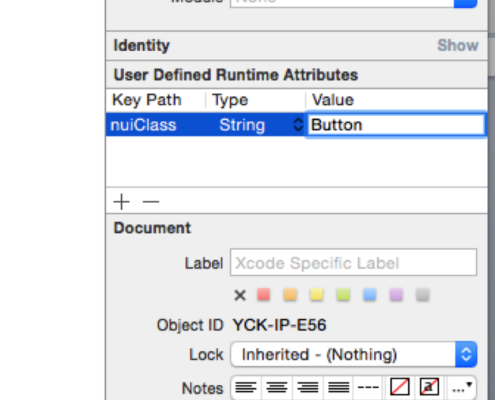 Module None
Identity Show
User Defined Runtime Attributes
Key Path Type Value
nuiClass String Button
+ −
Document
Label Xcode Specific Label
Object ID YCK-IP-E56
Lock Inherited - (Nothing)
Notes